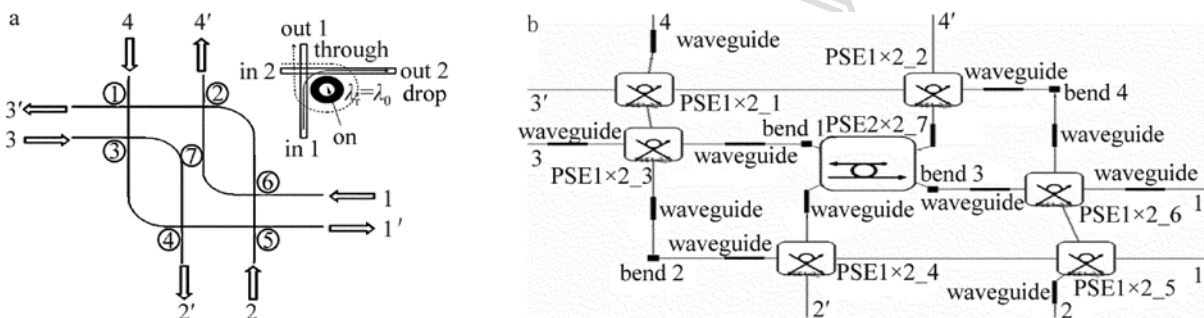 a
4 4′
out 1
through
in 2
out 2
drop
λr=λ0
on
in 1
① ②
3′
3
③ ⑦
⑥
1
1′
④ ⑤
2′ 2
b
4 4′
waveguide
PSE1×2_2
waveguide
3′
PSE1×2_1
bend 4
waveguide
bend 1
PSE2×2_7
waveguide
3
waveguide
PSE1×2_3
bend 3
waveguide
waveguide
waveguide
waveguide
1
PSE1×2_6
waveguide
bend 2
PSE1×2_4
1
PSE1×2_5
waveguide
2′
2